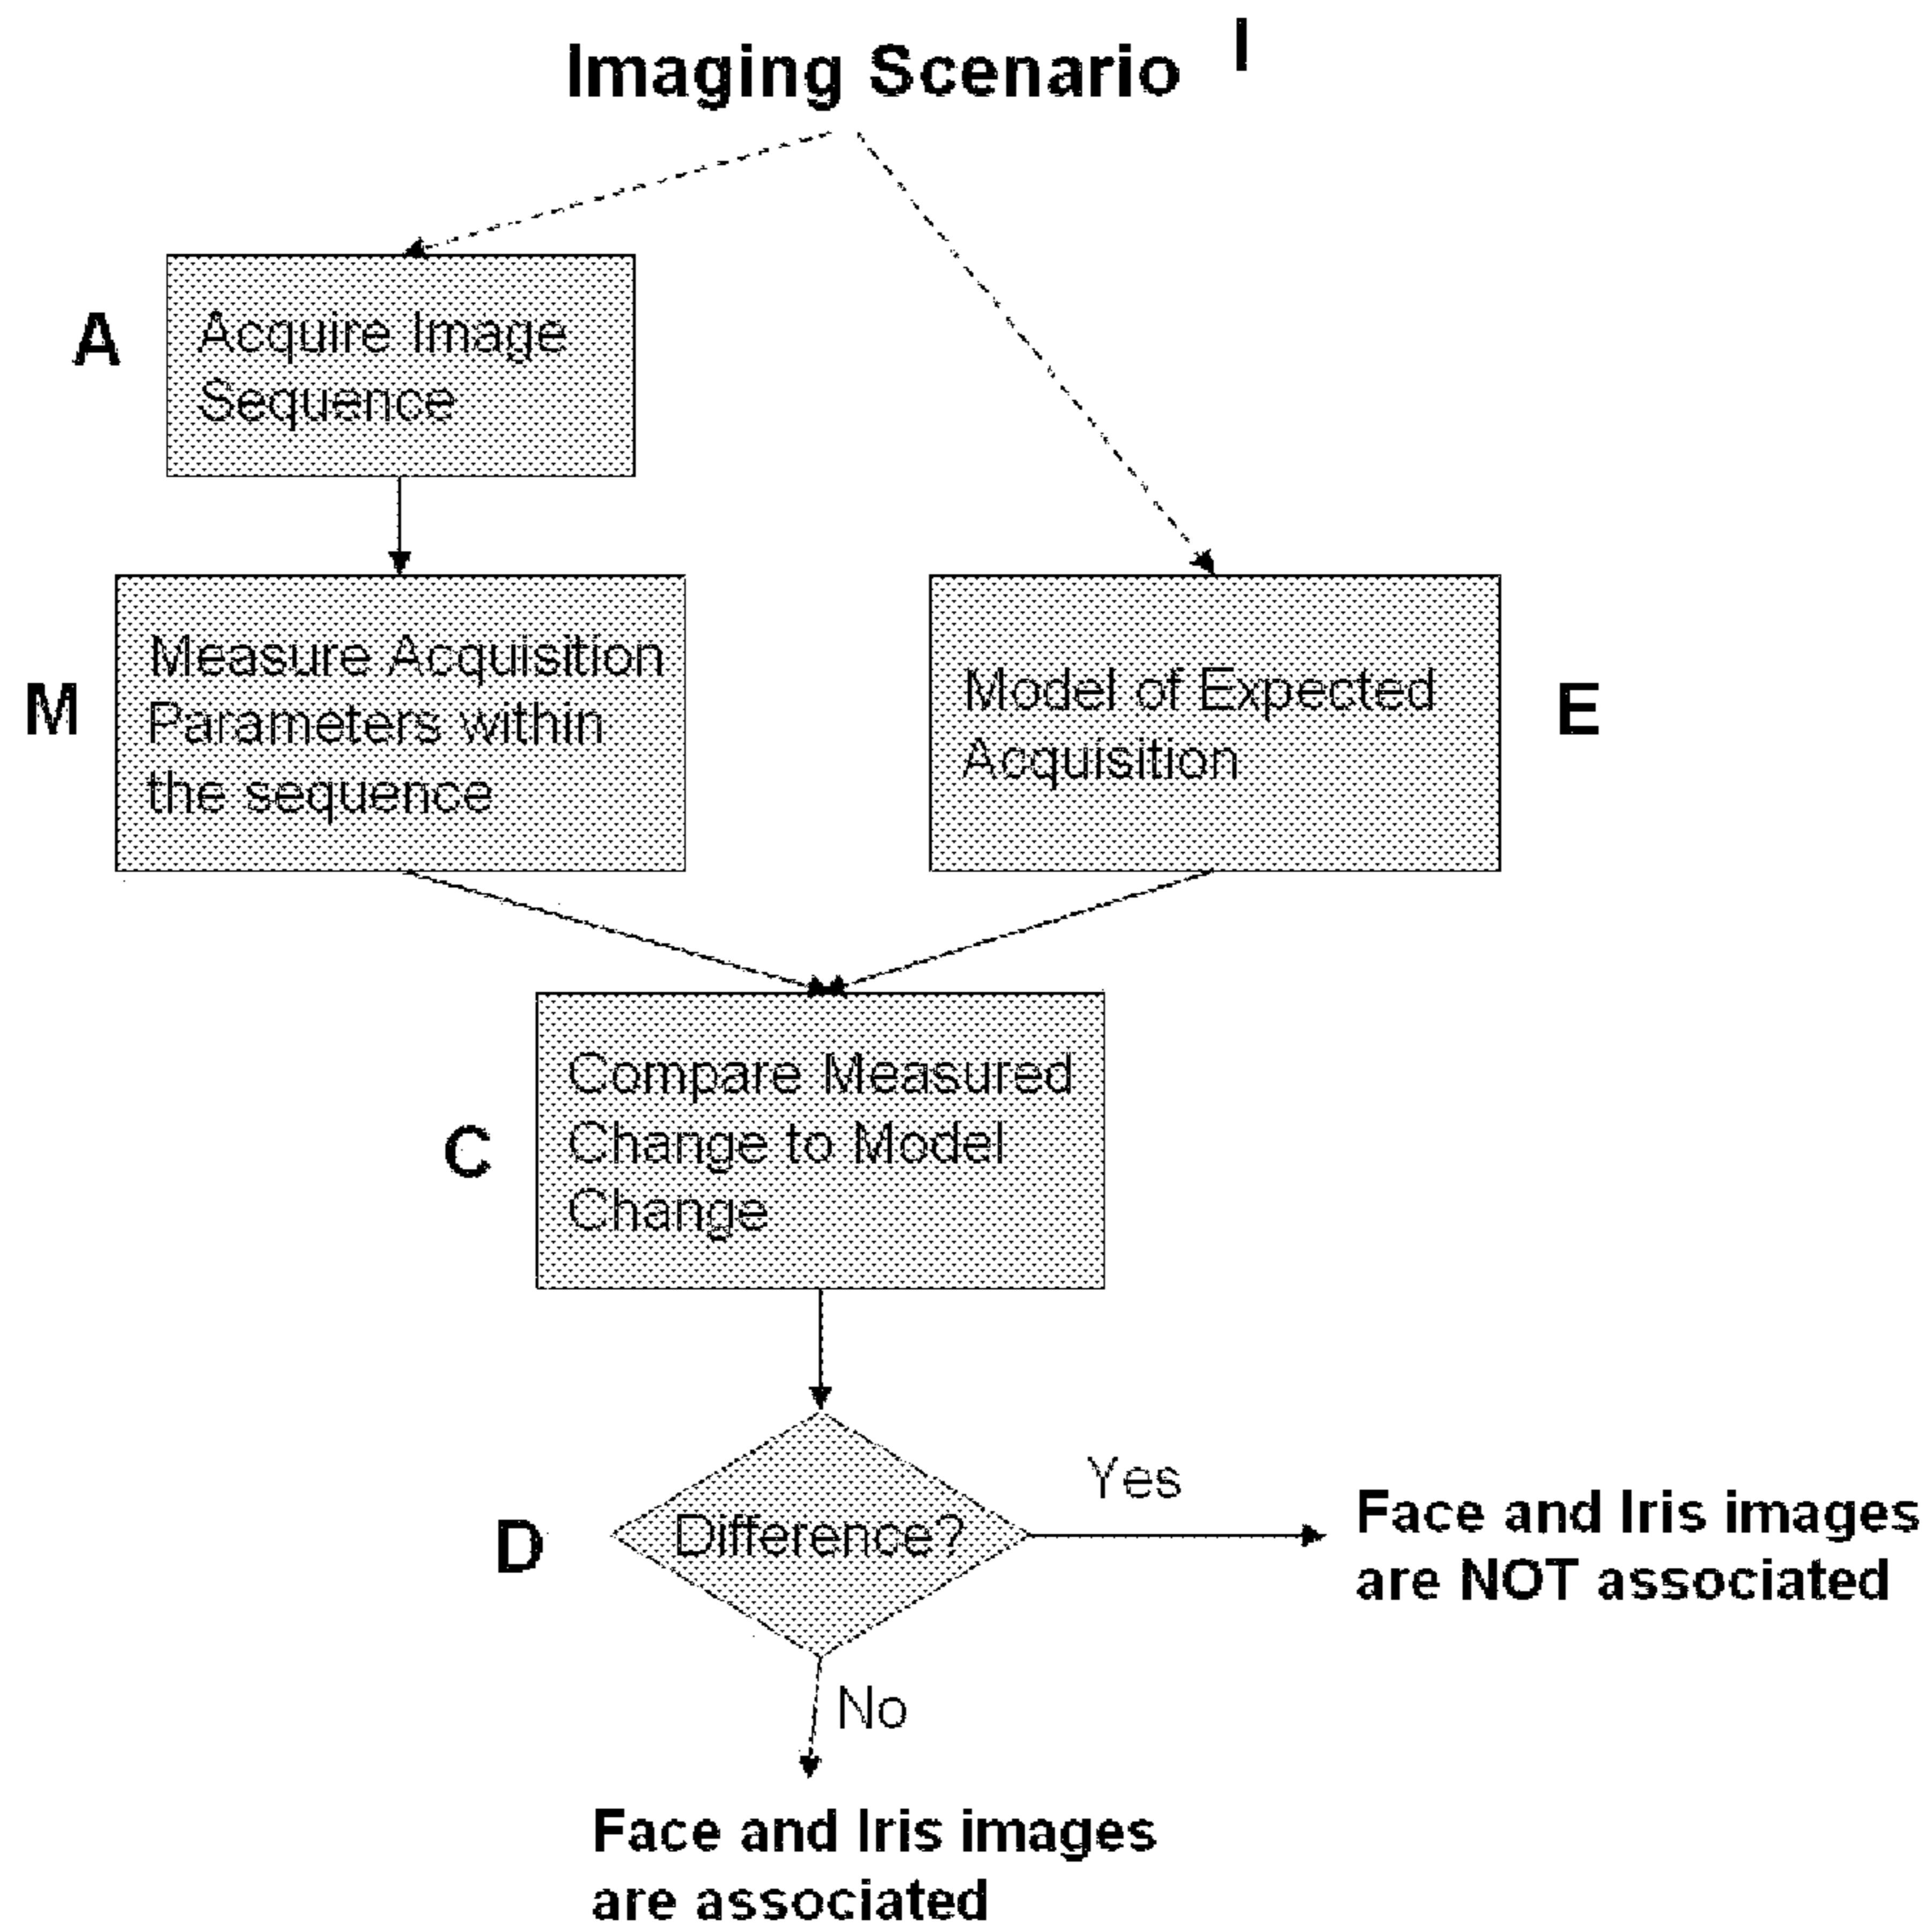 Imaging Scenario
I
A
Acquire Image
Sequence
M
Measure Acquisition
Parameters within
the sequence
Model of Expected
Acquisition
E
C
Compare Measured
Change to Model
Change
D
Difference?
Yes
Face and Iris images
are NOT associated
No
Face and Iris images
are associated